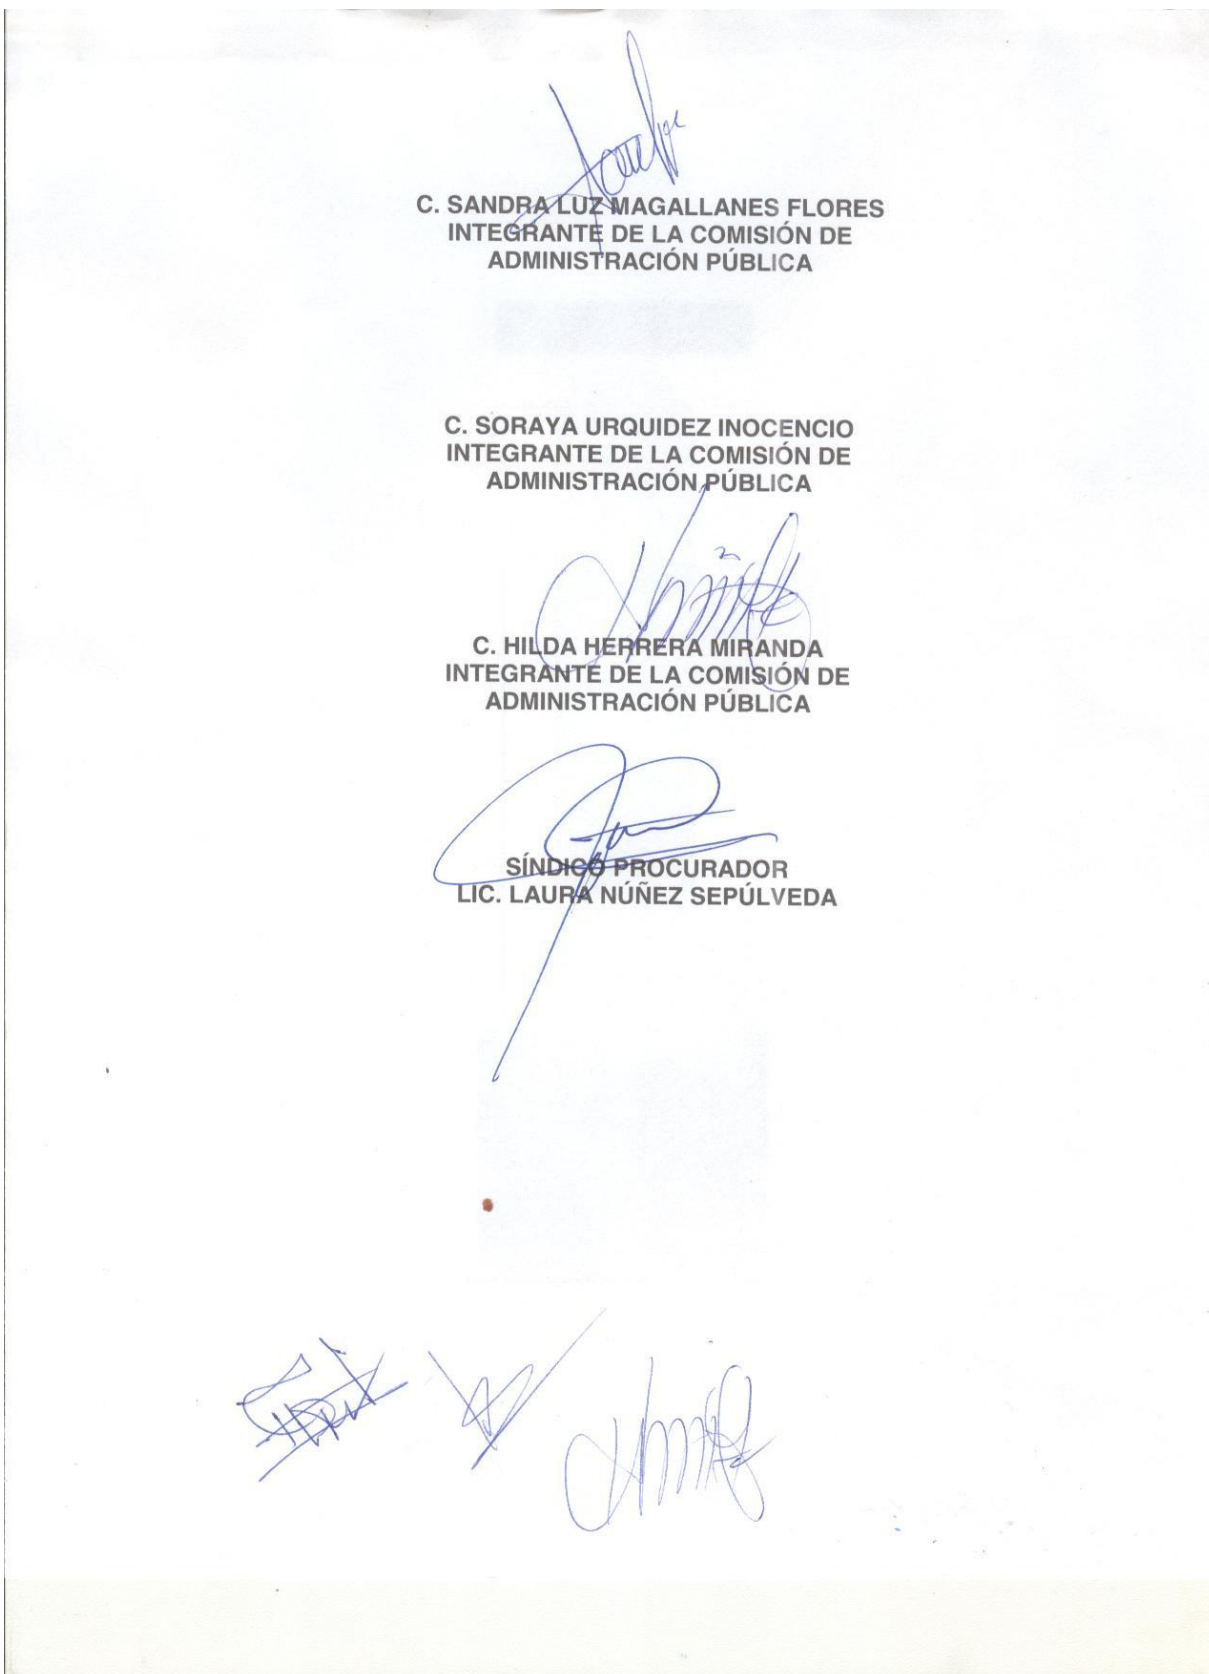 C. SANDRA LUZ MAGALLANES FLORES
INTEGRANTE DE LA COMISIÓN DE
ADMINISTRACIÓN PÚBLICA
C. SORAYA URQUIDEZ INOCENCIO
INTEGRANTE DE LA COMISIÓN DE
ADMINISTRACIÓN PÚBLICA
C. HILDA HERRERA MIRANDA
INTEGRANTE DE LA COMISIÓN DE
ADMINISTRACIÓN PÚBLICA
SÍNDICO PROCURADOR
LIC. LAURA NÚÑEZ SEPÚLVEDA